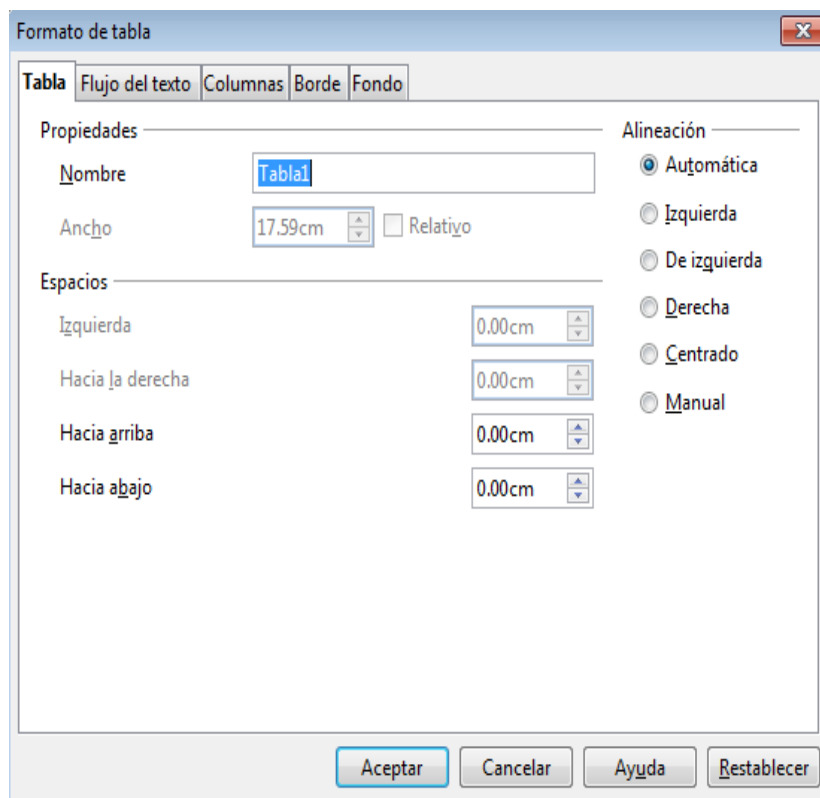 Formato de tabla
Tabla Flujo del texto Columnas Borde Fondo
Propiedades
Nombre Tabla1
Ancho 17.59cm Relativo
Espacios
Izquierda 0.00cm
Hacia la derecha 0.00cm
Hacia arriba 0.00cm
Hacia abajo 0.00cm
Alineación
Automática
Izquierda
De izquierda
Derecha
Centrado
Manual
Aceptar Cancelar Ayuda Restablecer